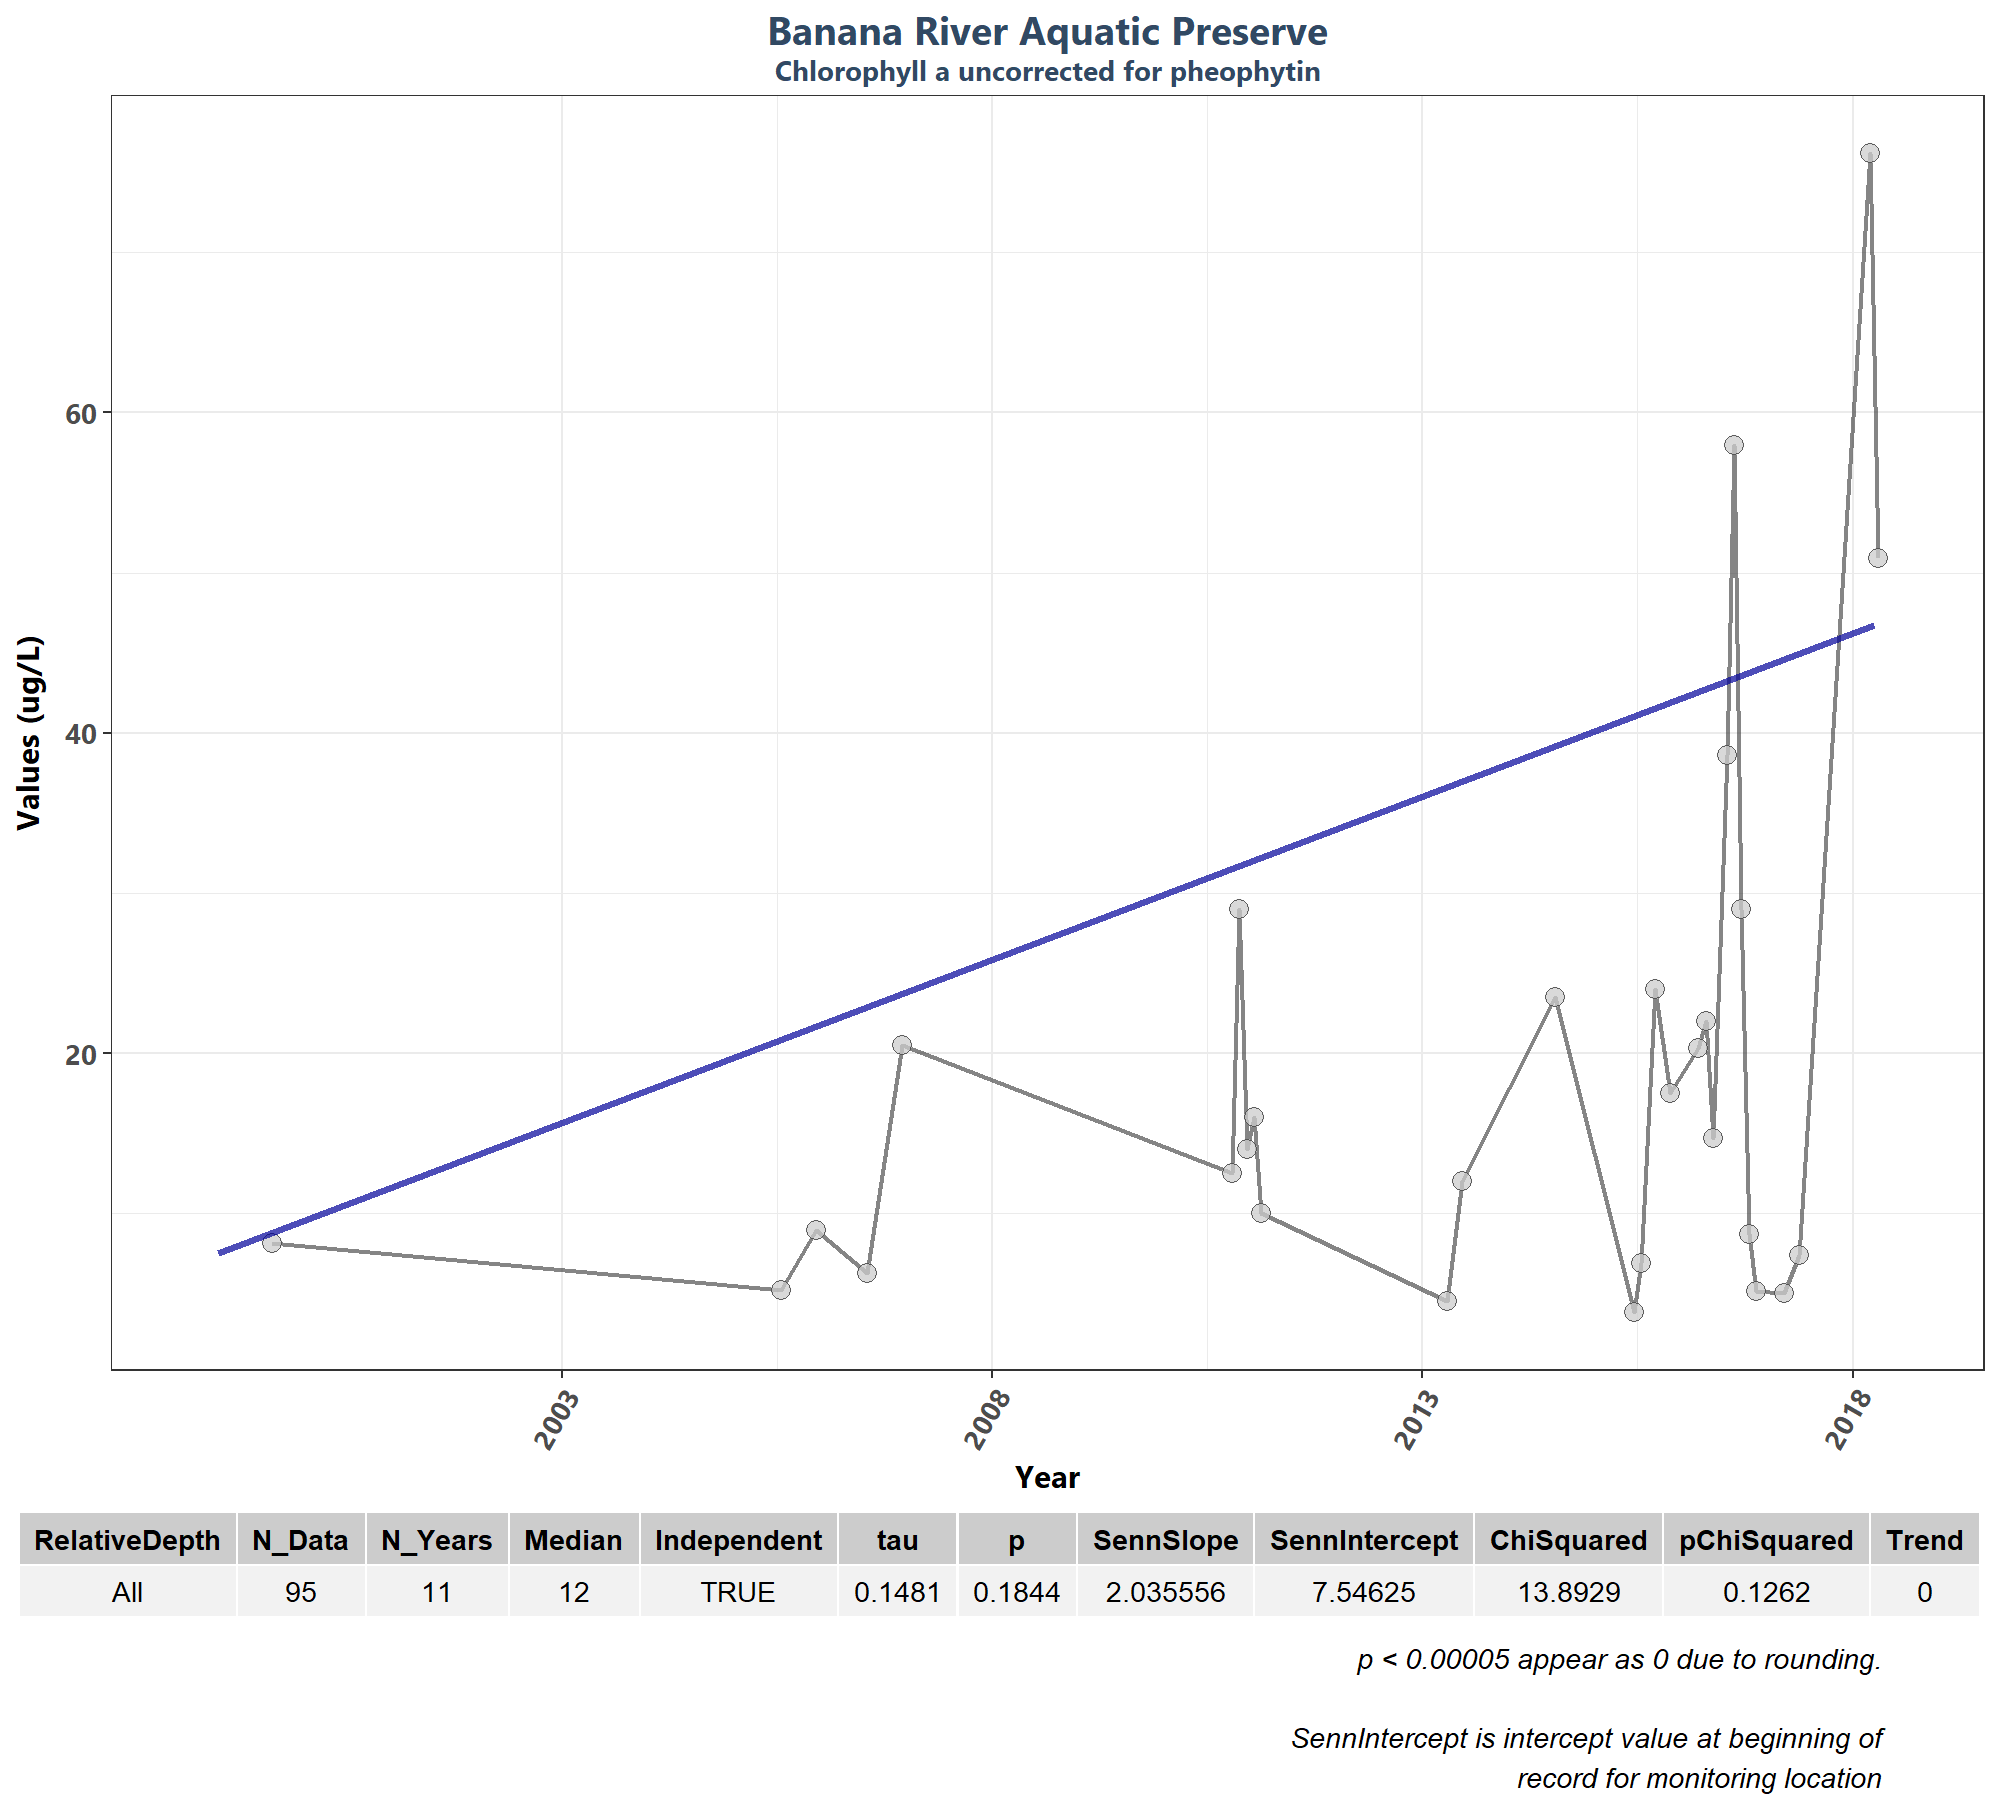 Banana River Aquatic Preserve
Chlorophyll a uncorrected for pheophytin
Values (ug/L)
60
40
20
2003 2008 2013 2018
Year
RelativeDepth N_Data N_Years Median Independent tau p SennSlope SennIntercept ChiSquared pChiSquared Trend
All 95 11 12 TRUE 0.1481 0.1844 2.035556 7.54625 13.8929 0.1262 0
p < 0.00005 appear as 0 due to rounding.
SennIntercept is intercept value at beginning of
record for monitoring location